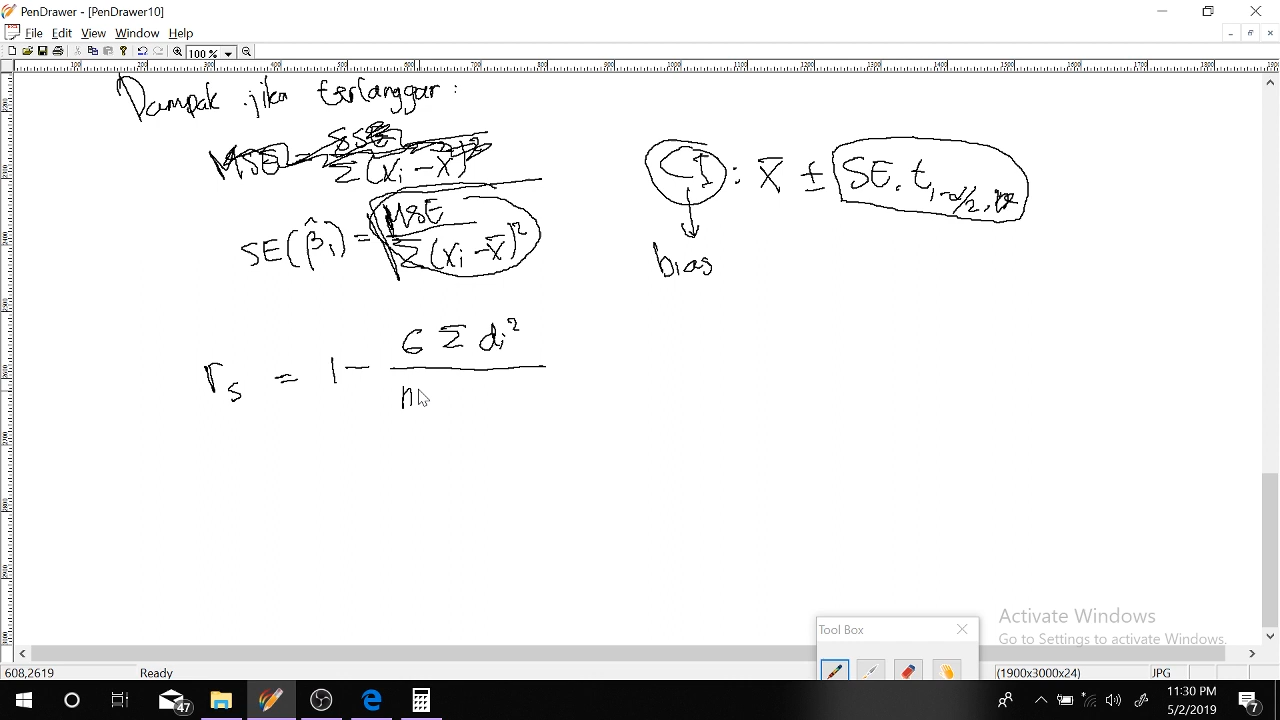 PenDrawer - [PenDrawer10]
File Edit View Window Help
100 %
Dampak jika terlanggar :
SE(β̂₁) = √ MSE / Σ(xi - x̄)²
CI : x̄ ± SE . t
bias
rs = 1 - 6 Σ di² / n
Tool Box
Activate Windows
Go to Settings to activate Windows.
608,2619 Ready (1900x3000x24) JPG
47
11:30 PM
5/2/2019
7